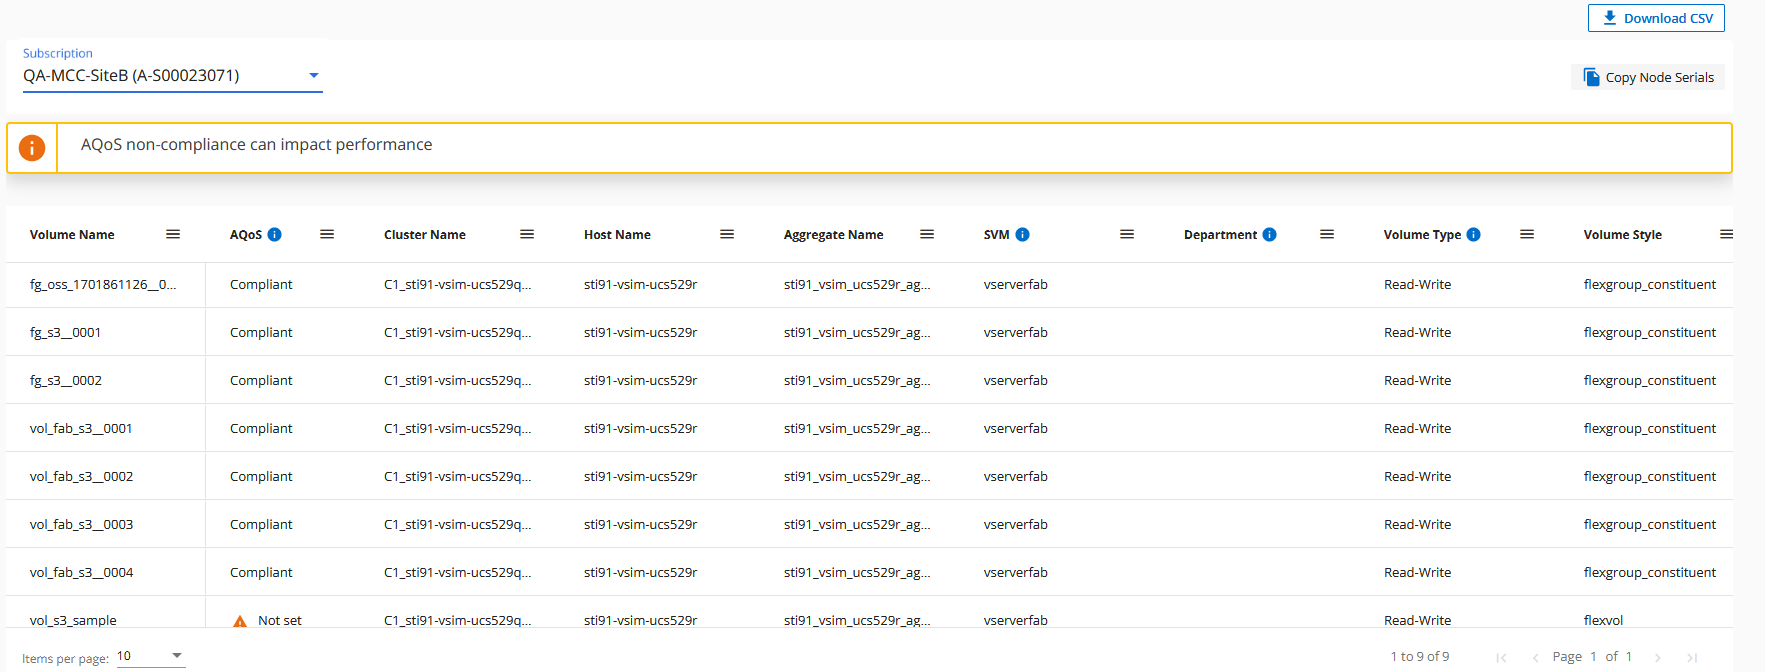 Download CSV
Subscription
QA-MCC-SiteB (A-S00023071)
Copy Node Serials
AQoS non-compliance can impact performance
Volume Name AQoS Cluster Name Host Name Aggregate Name SVM Department Volume Type Volume Style
fg_oss_1701861126__0... Compliant C1_sti91-vsim-ucs529q... sti91-vsim-ucs529r sti91_vsim_ucs529r_ag... vserverfab Read-Write flexgroup_constituent
fg_s3__0001 Compliant C1_sti91-vsim-ucs529q... sti91-vsim-ucs529r sti91_vsim_ucs529r_ag... vserverfab Read-Write flexgroup_constituent
fg_s3__0002 Compliant C1_sti91-vsim-ucs529q... sti91-vsim-ucs529r sti91_vsim_ucs529r_ag... vserverfab Read-Write flexgroup_constituent
vol_fab_s3__0001 Compliant C1_sti91-vsim-ucs529q... sti91-vsim-ucs529r sti91_vsim_ucs529r_ag... vserverfab Read-Write flexgroup_constituent
vol_fab_s3__0002 Compliant C1_sti91-vsim-ucs529q... sti91-vsim-ucs529r sti91_vsim_ucs529r_ag... vserverfab Read-Write flexgroup_constituent
vol_fab_s3__0003 Compliant C1_sti91-vsim-ucs529q... sti91-vsim-ucs529r sti91_vsim_ucs529r_ag... vserverfab Read-Write flexgroup_constituent
vol_fab_s3__0004 Compliant C1_sti91-vsim-ucs529q... sti91-vsim-ucs529r sti91_vsim_ucs529r_ag... vserverfab Read-Write flexgroup_constituent
vol_s3_sample Not set C1_sti91-vsim-ucs529q... sti91-vsim-ucs529r sti91_vsim_ucs529r_ag... vserverfab Read-Write flexvol
Items per page: 10 1 to 9 of 9 Page 1 of 1